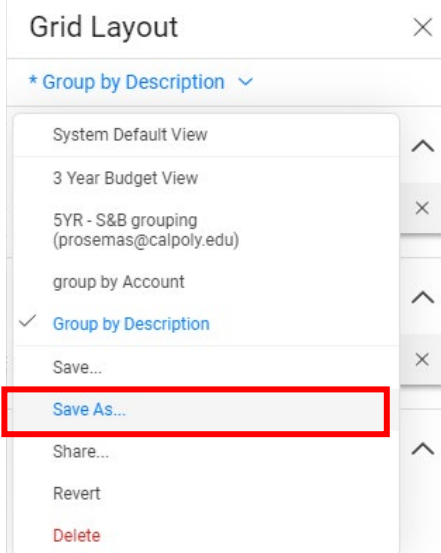 Grid Layout
* Group by Description
System Default View
3 Year Budget View
5YR - S&B grouping
(prosemas@calpoly.edu)
group by Account
Group by Description
Save...
Save As...
Share...
Revert
Delete